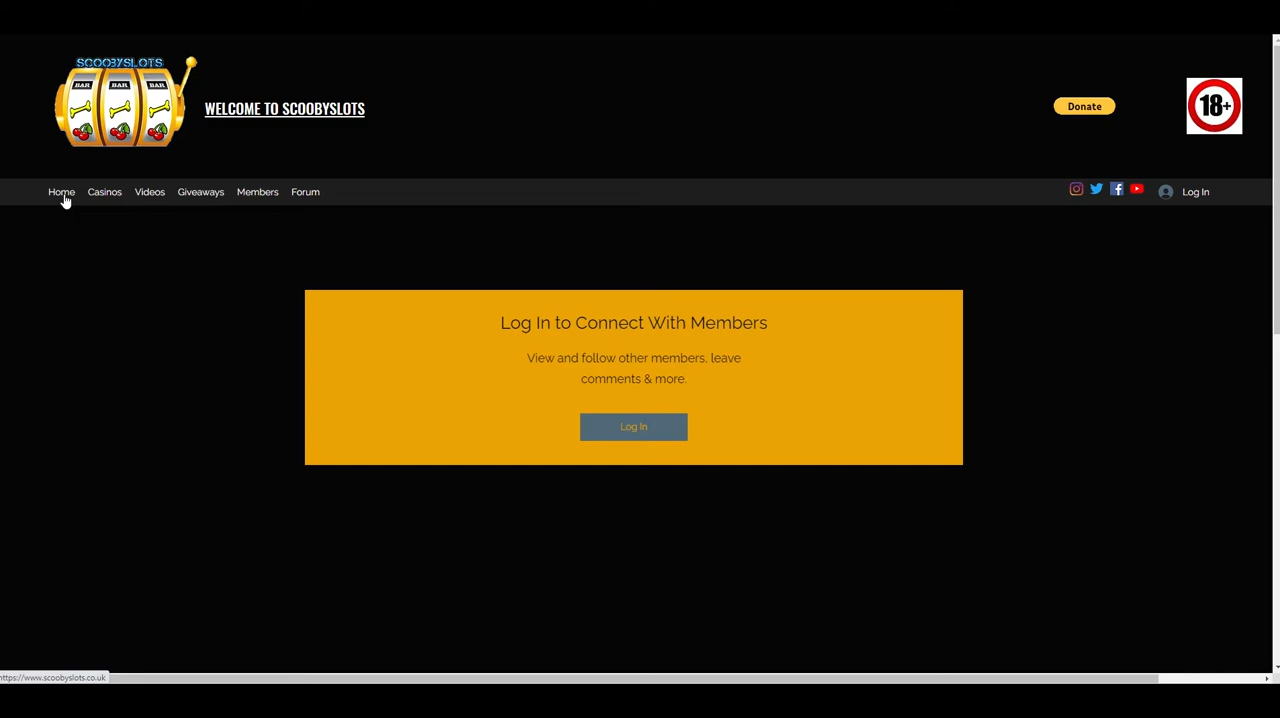 SCOOBYSLOTS
BAR BAR BAR
WELCOME TO SCOOBYSLOTS
Donate
18+
Home Casinos Videos Giveaways Members Forum
Log In
Log In to Connect With Members
View and follow other members, leave
comments & more.
Log In
https://www.scoobyslots.co.uk